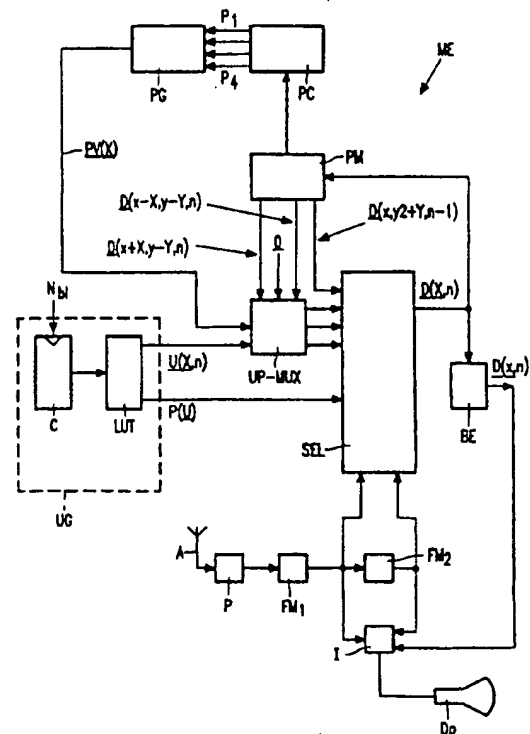 P1
P4
PG
PC
ME
PV(X)
PM
D(x-X,y-Y,n)
D(x,y2+Y,n-1)
D(x+X,y-Y,n)
0
D(X,n)
Nbl
U(X,n)
UP-MUX
D(x,n)
C
LUT
P(U)
BE
SEL
UG
A
P
FM1
FM2
I
Dp